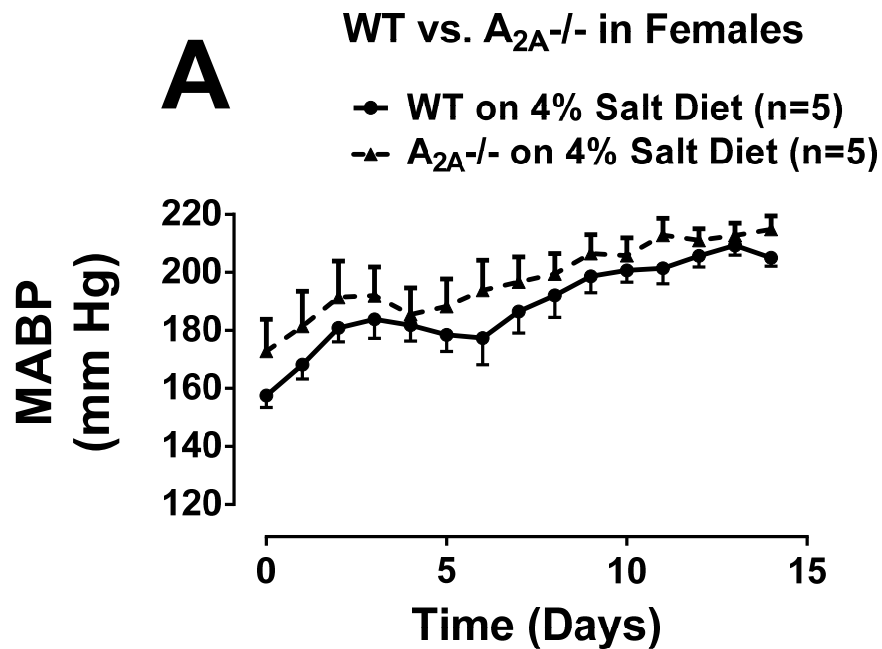 WT vs. A2A-/- in Females
A
WT on 4% Salt Diet (n=5)
A2A-/- on 4% Salt Diet (n=5)
220
200
180
160
140
120
MABP
(mm Hg)
0 5 10 15
Time (Days)